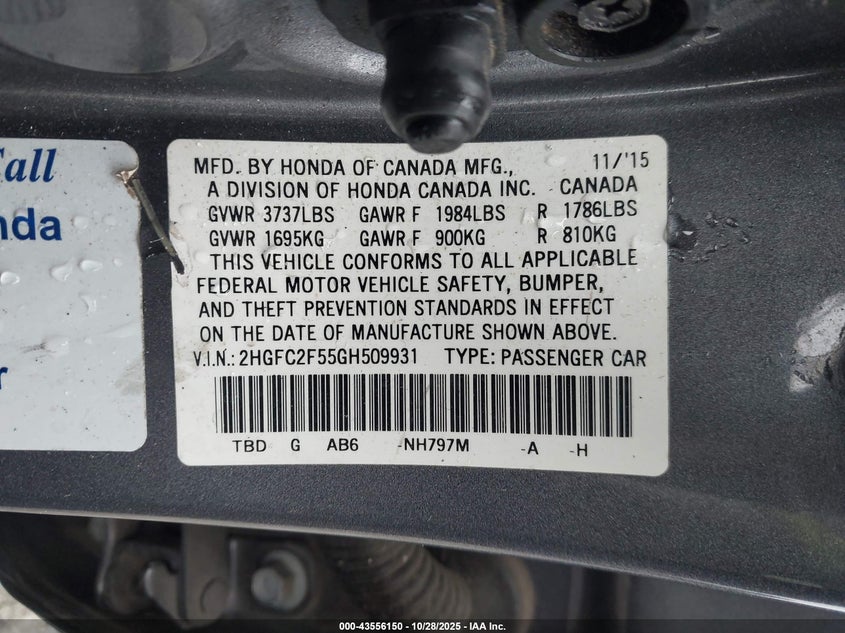 all
nda
r
MFD. BY HONDA OF CANADA MFG., 11/'15
A DIVISION OF HONDA CANADA INC. CANADA
GVWR 3737LBS GAWR F 1984LBS R 1786LBS
GVWR 1695KG GAWR F 900KG R 810KG
THIS VEHICLE CONFORMS TO ALL APPLICABLE
FEDERAL MOTOR VEHICLE SAFETY, BUMPER,
AND THEFT PREVENTION STANDARDS IN EFFECT
ON THE DATE OF MANUFACTURE SHOWN ABOVE.
V.I.N.: 2HGFC2F55GH509931 TYPE: PASSENGER CAR
TBD G AB6 -NH797M -A -H
000-43556150 - 10/28/2025 - IAA Inc.